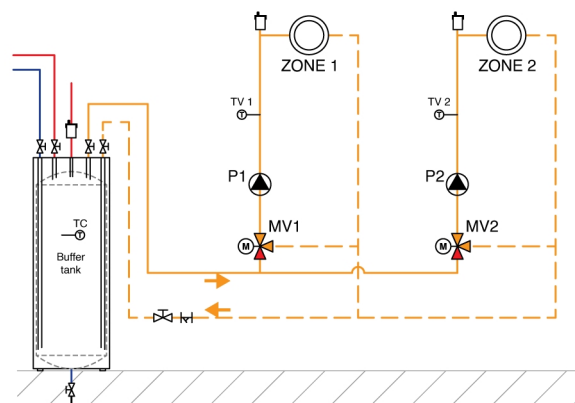 ZONE 1
ZONE 2
TV 1
T
TV 2
T
P1
P2
MV1
M
MV2
M
TC
T
Buffer
tank